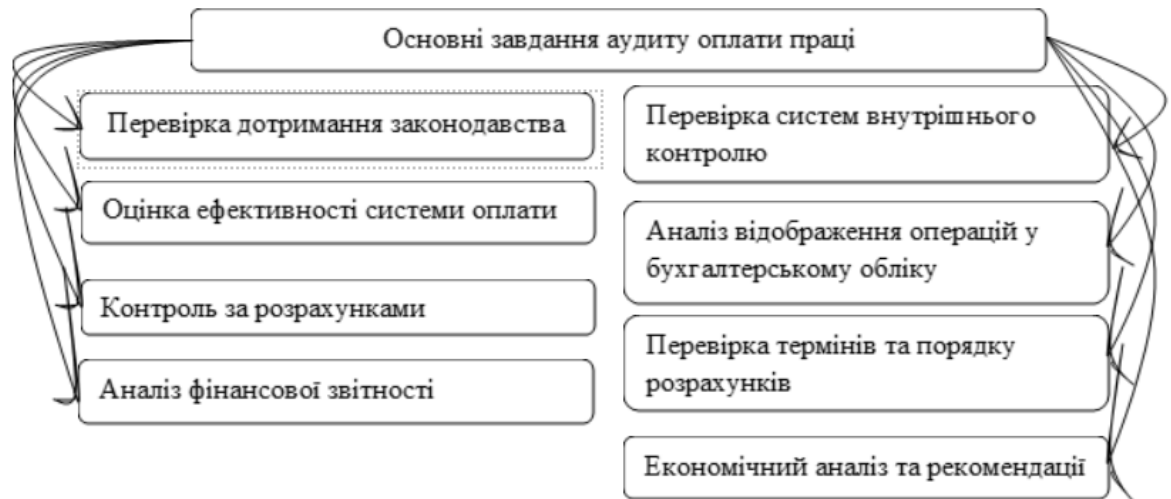 Основні завдання аудиту оплати праці
Перевірка дотримання законодавства
Оцінка ефективності системи оплати
Контроль за розрахунками
Аналіз фінансової звітності
Перевірка систем внутрішнього
контролю
Аналіз відображення операцій у
бухгалтерському обліку
Перевірка термінів та порядку
розрахунків
Економічний аналіз та рекомендації